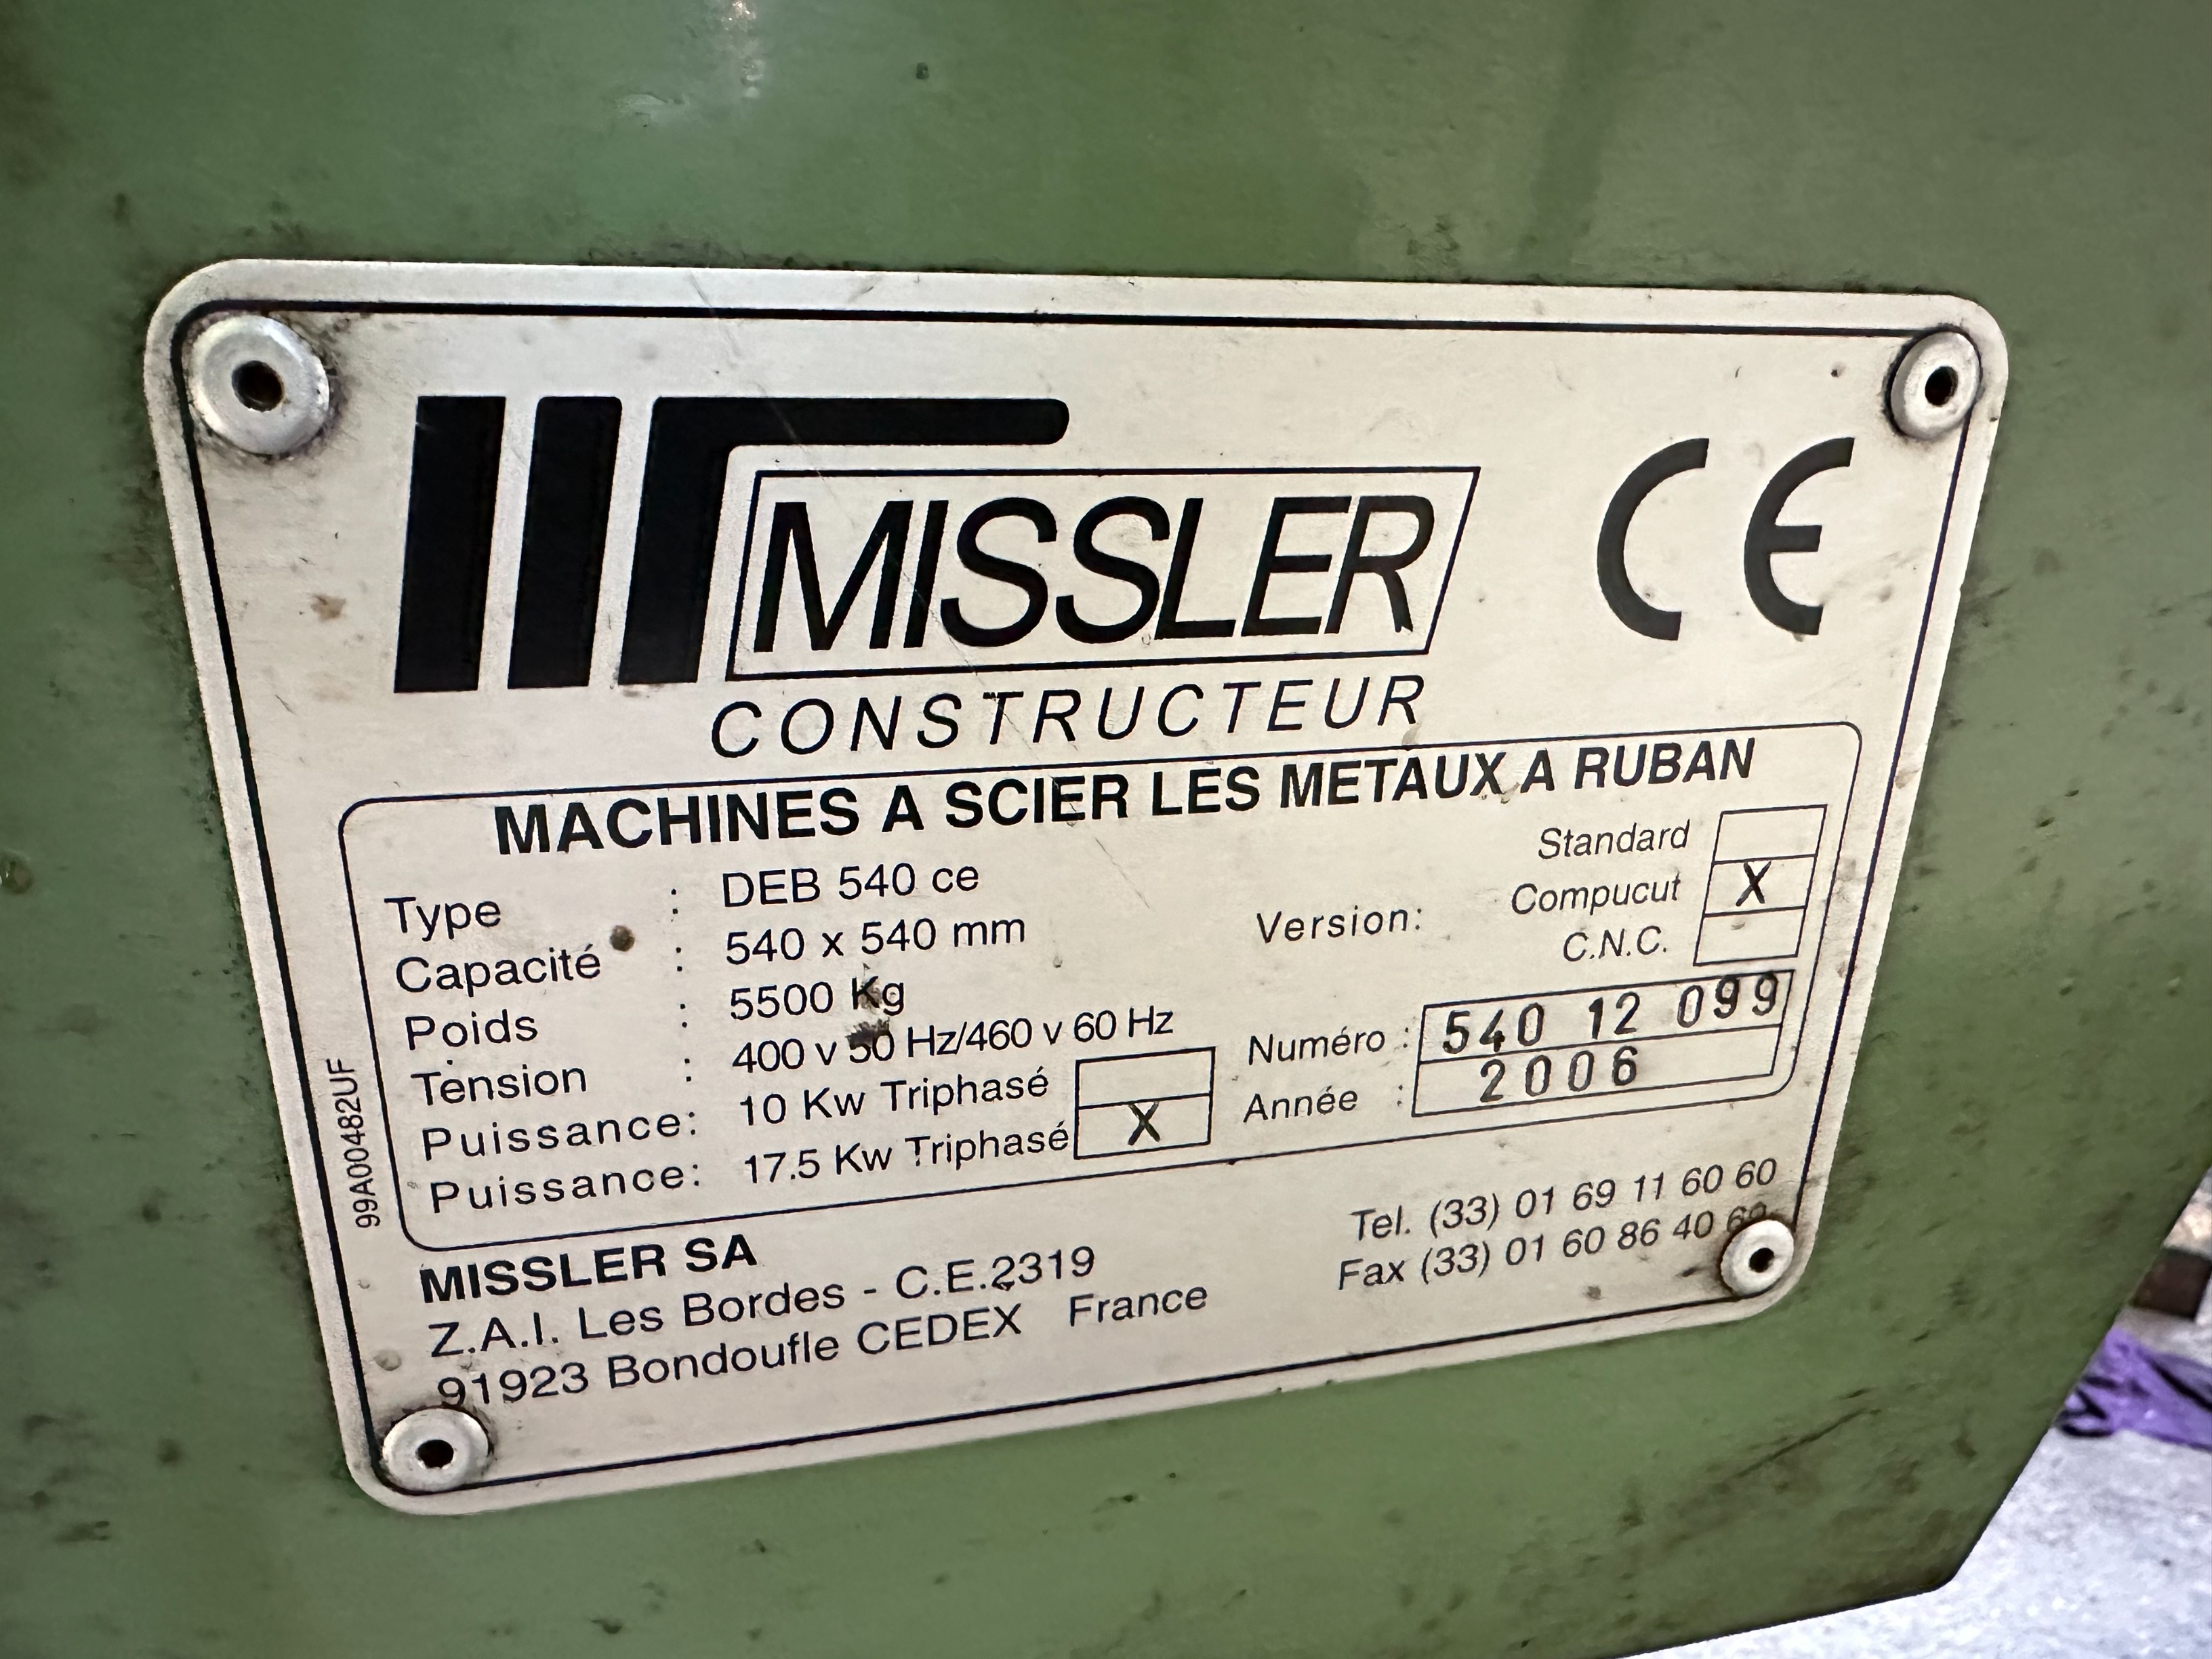 MISSLER
CE
CONSTRUCTEUR
MACHINES A SCIER LES METAUX A RUBAN
Type : DEB 540 ce
Capacité : 540 x 540 mm
Poids : 5500 Kg
Tension : 400 v 50 Hz/460 v 60 Hz
Puissance: 10 Kw Triphasé
Puissance: 17.5 Kw Triphasé X
Version: Standard
Compucut X
C.N.C.
Numéro : 540 12 099
Année : 2006
99A00482UF
MISSLER SA
Z.A.I. Les Bordes - C.E.2319
91923 Bondoufle CEDEX France
Tel. (33) 01 69 11 60 60
Fax (33) 01 60 86 40